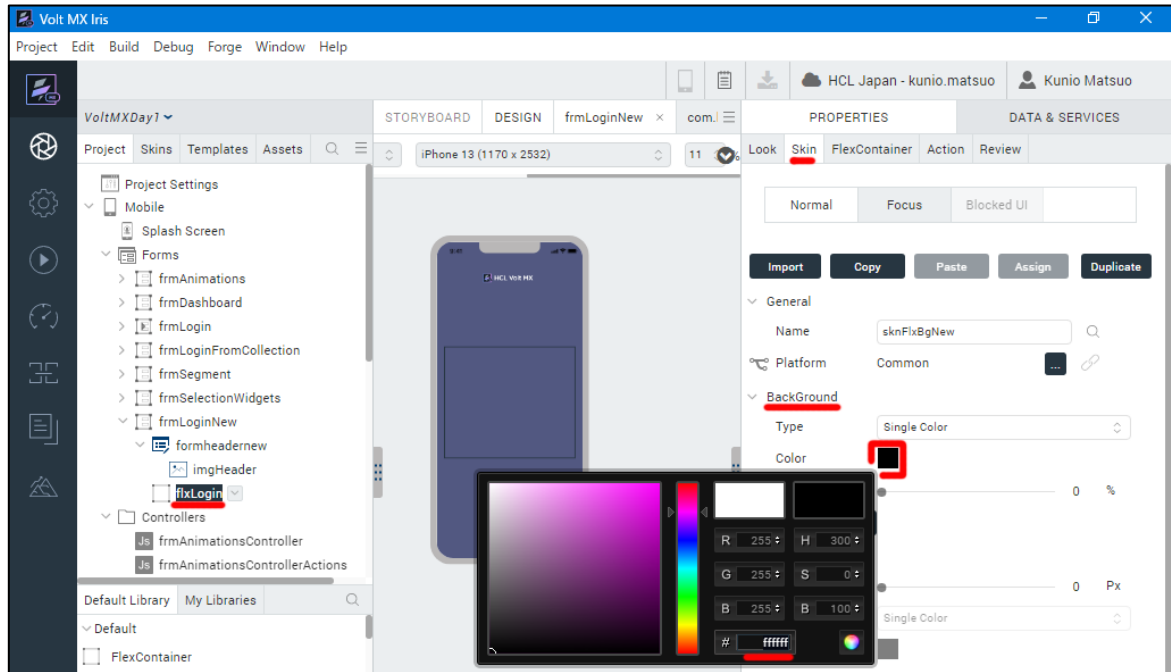 Volt MX Iris
Project Edit Build Debug Forge Window Help
HCL Japan - kunio.matsuo Kunio Matsuo
VoltMXDay1
STORYBOARD DESIGN frmLoginNew × com.
PROPERTIES DATA & SERVICES
Project Skins Templates Assets
iPhone 13 (1170 x 2532) 11 %
Look Skin FlexContainer Action Review
Project Settings
Mobile
Splash Screen
Forms
frmAnimations
frmDashboard
frmLogin
frmLoginFromCollection
frmSegment
frmSelectionWidgets
frmLoginNew
formheadernew
imgHeader
flxLogin
Controllers
Js frmAnimationsController
Js frmAnimationsControllerActions
Default Library My Libraries
Default
FlexContainer
HCL Volt MX
Normal Focus Blocked UI
Import Copy Paste Assign Duplicate
General
Name sknFlxBgNew
Platform Common ...
BackGround
Type Single Color
Color
0 %
0 Px
Single Color
R 255 H 300
G 255 S 0
B 255 B 100
# ffffff